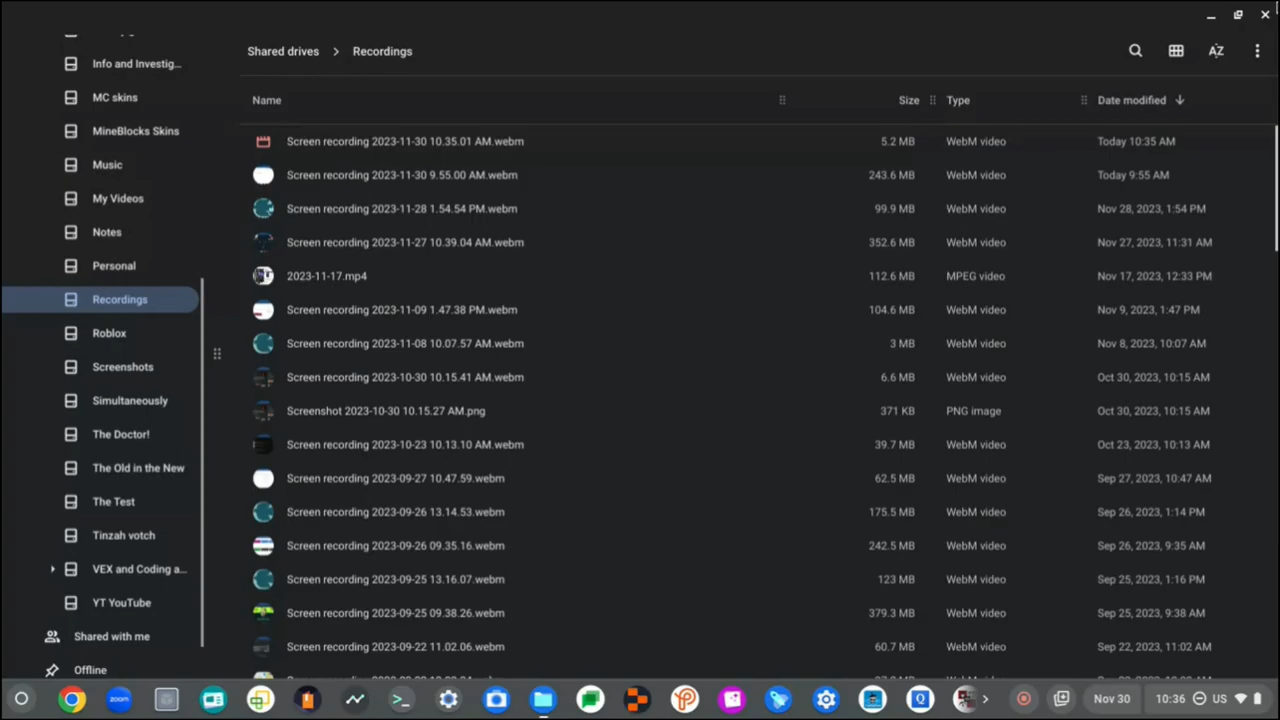 Info and Investig...
MC skins
MineBlocks Skins
Music
My Videos
Notes
Personal
Recordings
Roblox
Screenshots
Simultaneously
The Doctor!
The Old in the New
The Test
Tinzah votch
VEX and Coding a...
YT YouTube
Shared with me
Offline
Shared drives > Recordings
AZ
Name Size Type Date modified
Screen recording 2023-11-30 10.35.01 AM.webm 5.2 MB WebM video Today 10:35 AM
Screen recording 2023-11-30 9.55.00 AM.webm 243.6 MB WebM video Today 9:55 AM
Screen recording 2023-11-28 1.54.54 PM.webm 99.9 MB WebM video Nov 28, 2023, 1:54 PM
Screen recording 2023-11-27 10.39.04 AM.webm 352.6 MB WebM video Nov 27, 2023, 11:31 AM
2023-11-17.mp4 112.6 MB MPEG video Nov 17, 2023, 12:33 PM
Screen recording 2023-11-09 1.47.38 PM.webm 104.6 MB WebM video Nov 9, 2023, 1:47 PM
Screen recording 2023-11-08 10.07.57 AM.webm 3 MB WebM video Nov 8, 2023, 10:07 AM
Screen recording 2023-10-30 10.15.41 AM.webm 6.6 MB WebM video Oct 30, 2023, 10:15 AM
Screenshot 2023-10-30 10.15.27 AM.png 371 KB PNG image Oct 30, 2023, 10:15 AM
Screen recording 2023-10-23 10.13.10 AM.webm 39.7 MB WebM video Oct 23, 2023, 10:13 AM
Screen recording 2023-09-27 10.47.59.webm 62.5 MB WebM video Sep 27, 2023, 10:47 AM
Screen recording 2023-09-26 13.14.53.webm 175.5 MB WebM video Sep 26, 2023, 1:14 PM
Screen recording 2023-09-26 09.35.16.webm 242.5 MB WebM video Sep 26, 2023, 9:35 AM
Screen recording 2023-09-25 13.16.07.webm 123 MB WebM video Sep 25, 2023, 1:16 PM
Screen recording 2023-09-25 09.38.26.webm 379.3 MB WebM video Sep 25, 2023, 9:38 AM
Screen recording 2023-09-22 11.02.06.webm 60.7 MB WebM video Sep 22, 2023, 11:02 AM
zoom
Q
Nov 30 10:36 US